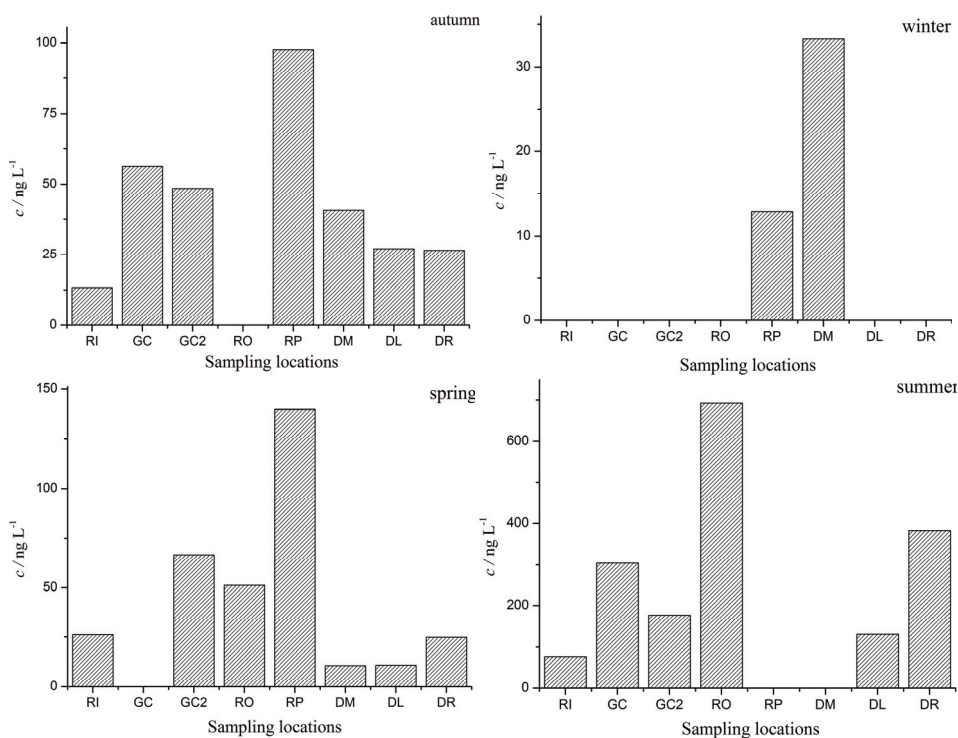 autumn
c / ng L⁻¹
100
75
50
25
0
RI GC GC2 RO RP DM DL DR
Sampling locations
winter
c / ng L⁻¹
30
20
10
0
RI GC GC2 RO RP DM DL DR
Sampling locations
spring
c / ng L⁻¹
150
100
50
0
RI GC GC2 RO RP DM DL DR
Sampling locations
summer
c / ng L⁻¹
600
400
200
0
RI GC GC2 RO RP DM DL DR
Sampling locations